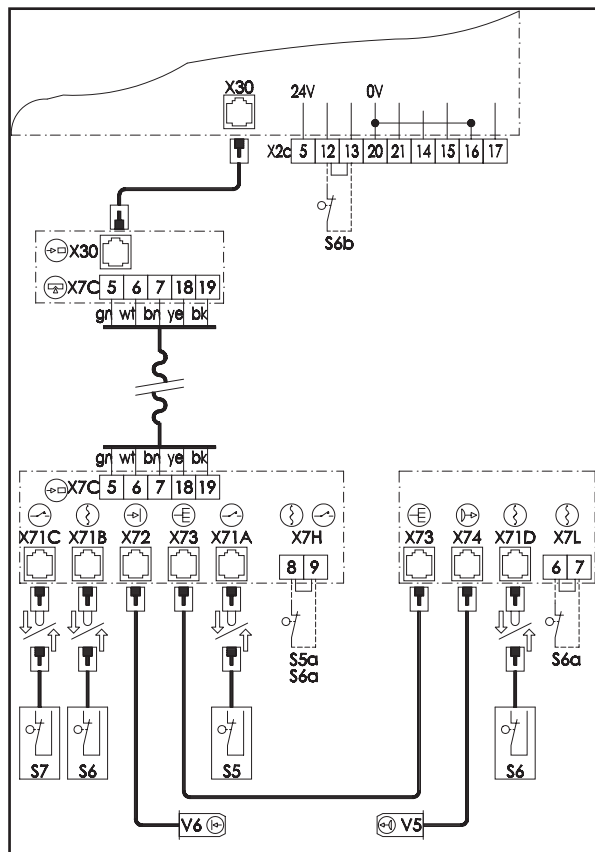 X30 24V 0V
X2c 5 12 13 20 21 14 15 16 17
S6b
X30
X7C 5 6 7 18 19
gn wt bn ye bk
gn wt bn ye bk
X7C 5 6 7 18 19
X71C X71B X72 X73 X71A X7H X73 X74 X71D X7L
8 9 6 7
S5a S6a
S6a
S7 S6 S5 S6
V6 V5